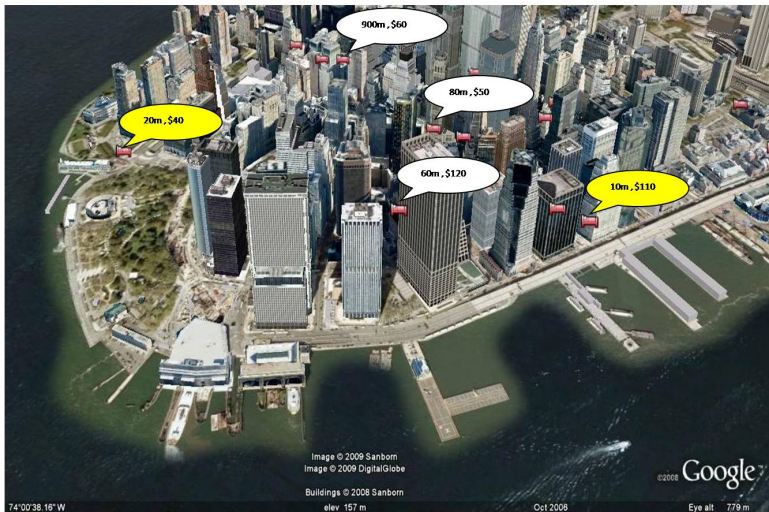 900m , $60
80m , $50
20m , $40
60m , $120
10m , $110
Image © 2009 Sanborn
Image © 2009 DigitalGlobe
Buildings © 2008 Sanborn
©2008 Google
74°00'38.16" W elev 157 m Oct 2006 Eye alt 779 m